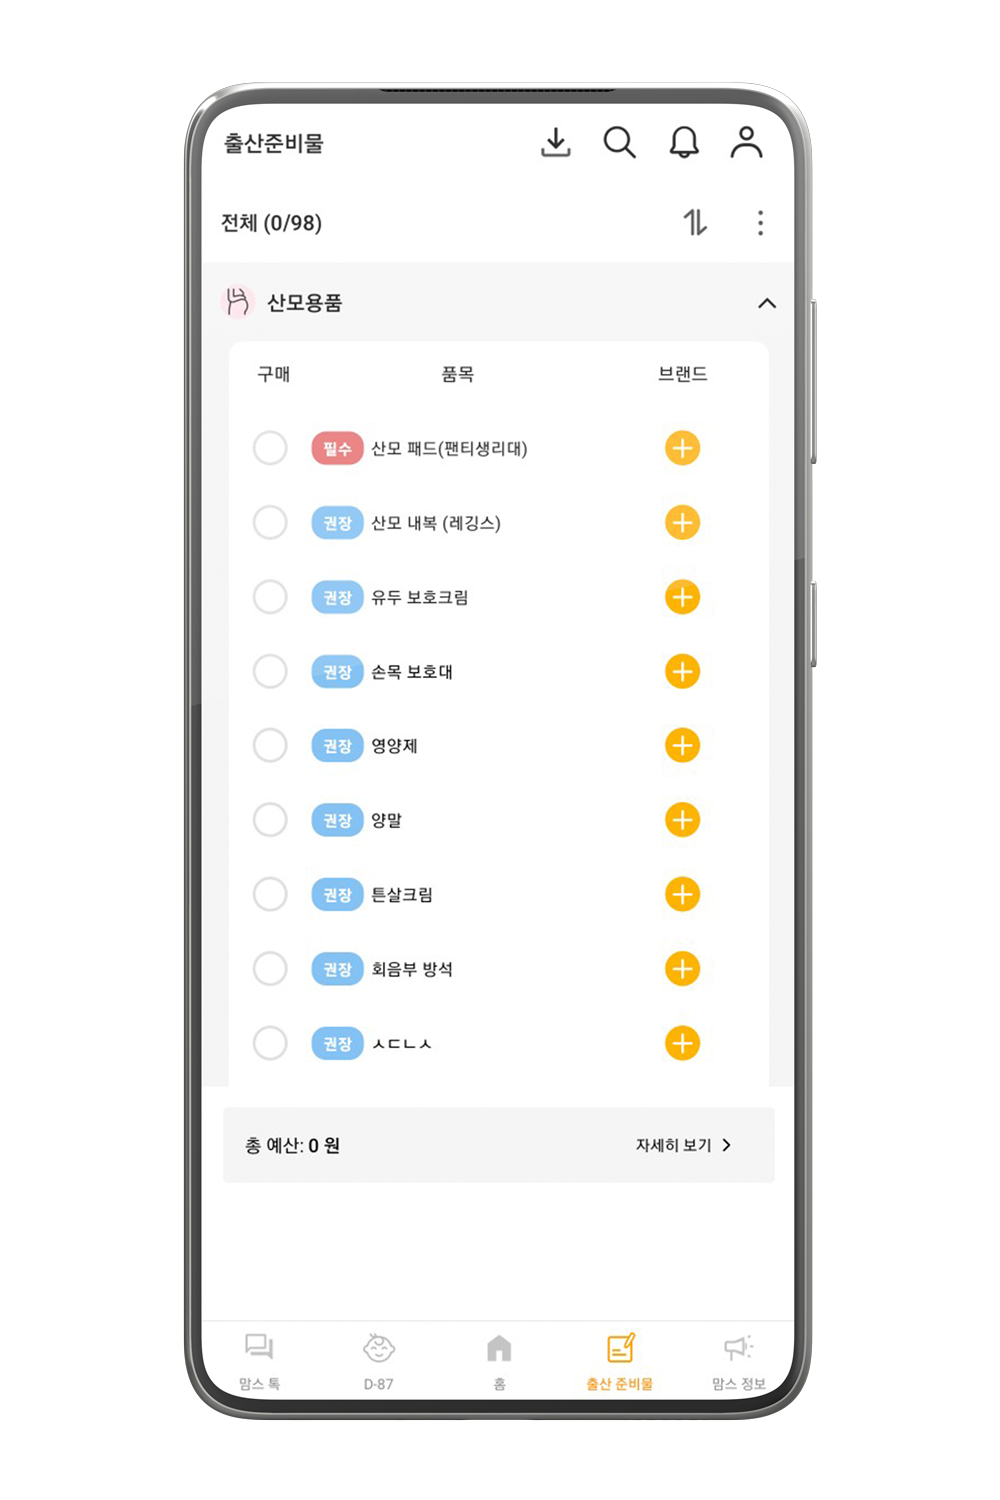 출산준비물
전체 (0/98)
산모용품
구매 품목 브랜드
필수 산모 패드(팬티생리대)
권장 산모 내복 (레깅스)
권장 유두 보호크림
권장 손목 보호대
권장 영양제
권장 양말
권장 튼살크림
권장 회음부 방석
권장 ㅅㄷㄴㅅ
총 예산: 0 원 자세히 보기
맘스 톡 D-87 홈 출산 준비물 맘스 정보